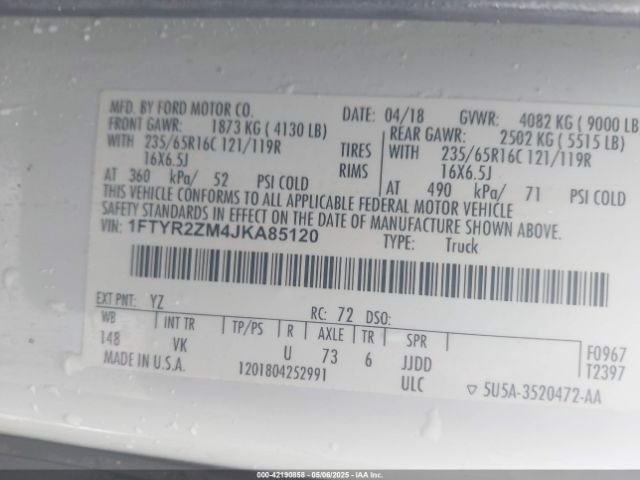 MFD. BY FORD MOTOR CO. DATE: 04/18 GVWR: 4082 KG ( 9000 LB
FRONT GAWR: 1873 KG ( 4130 LB) REAR GAWR: 2502 KG ( 5515 LB)
WITH 235/65R16C 121/119R TIRES WITH 235/65R16C 121/119R
16X6.5J RIMS 16X6.5J
AT 360 kPa/ 52 PSI COLD AT 490 kPa/ 71 PSI COLD
THIS VEHICLE CONFORMS TO ALL APPLICABLE FEDERAL MOTOR VEHICLE
SAFETY STANDARDS IN EFFECT ON THE DATE OF MANUFACTURE SHOWN ABOVE.
VIN: 1FTYR2ZM4JKA85120 TYPE: Truck
EXT PNT: YZ RC: 72 DSO:
WB INT TR TP/PS R AXLE TR SPR F0967
148 VK U 73 6 JJDD T2397
MADE IN U.S.A. 1201804252991 ULC ▽ 5U5A-3520472-AA
000-42190858 - 05/06/2025 - IAA Inc. - Copart